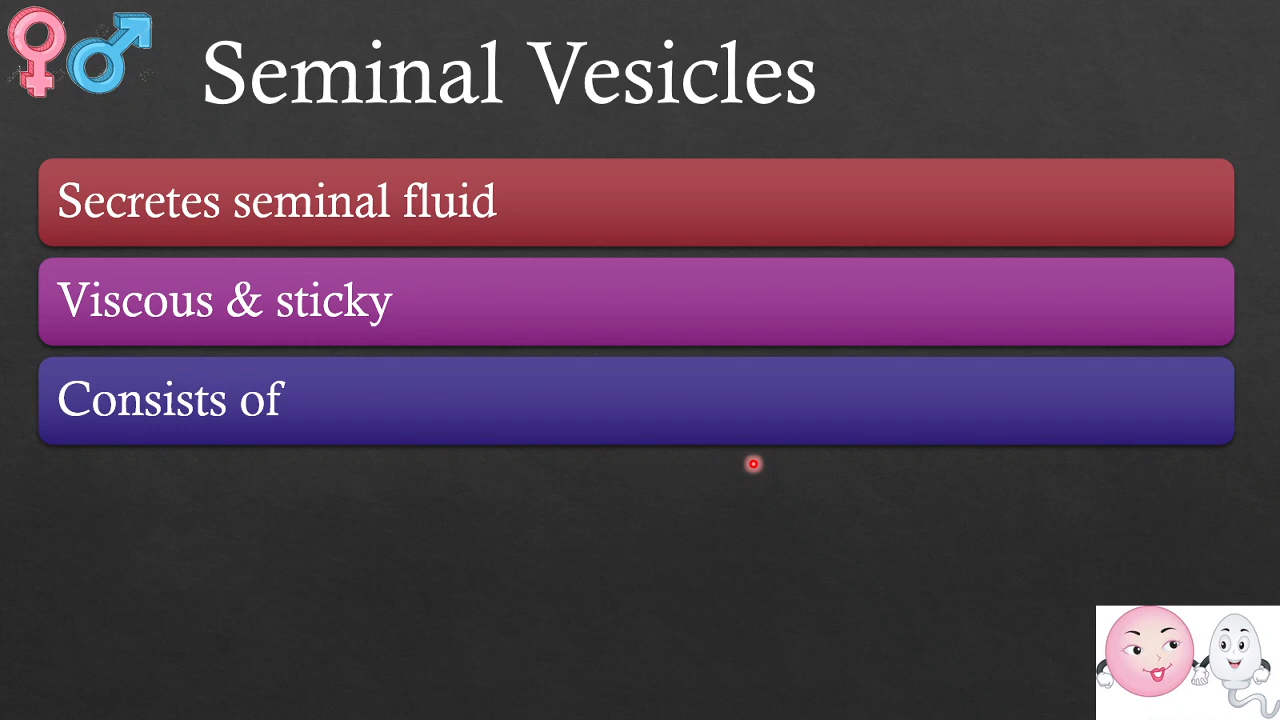 Seminal Vesicles
Secretes seminal fluid
Viscous & sticky
Consists of